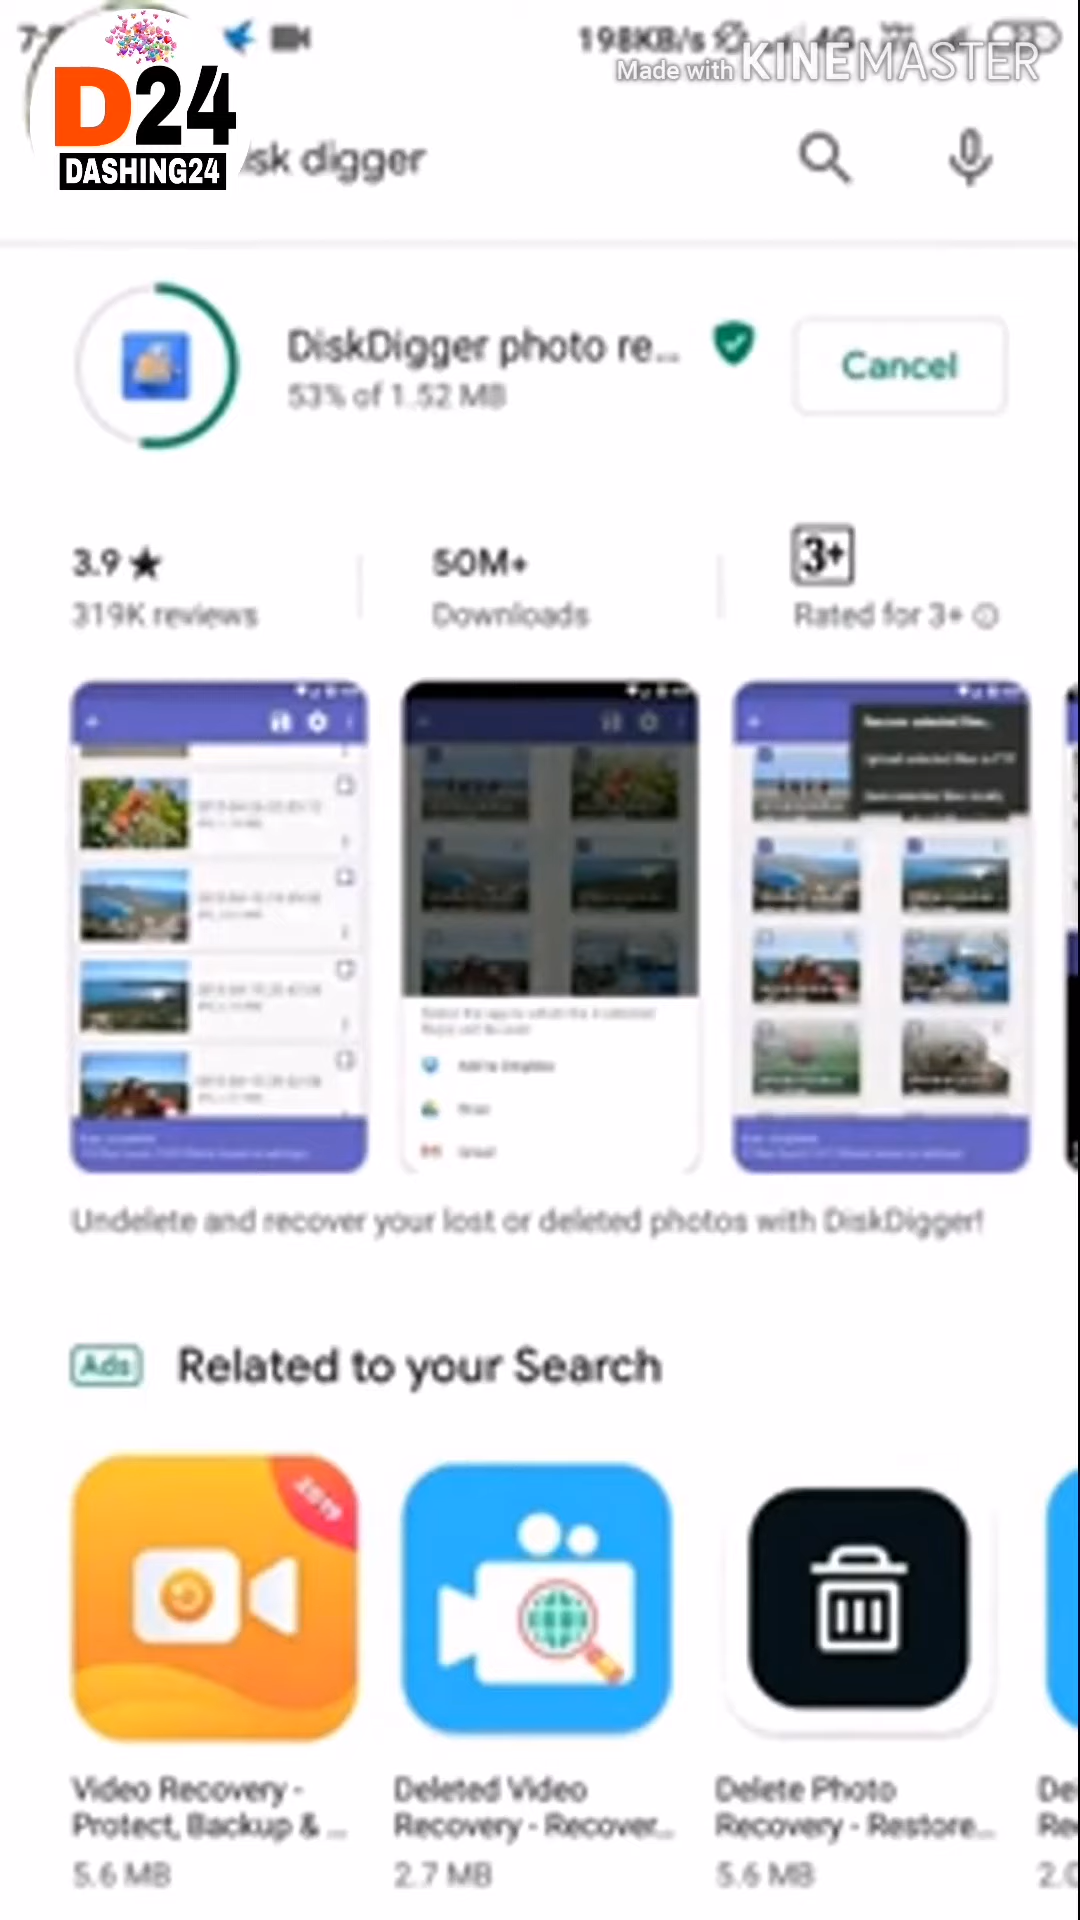 198KB/s
4G
Made with KINEMASTER
D24
DASHING24
isk digger
DiskDigger photo re...
53% of 1.52 MB
Cancel
3.9★
319K reviews
50M+
Downloads
3+
Rated for 3+
Undelete and recover your lost or deleted photos with DiskDigger!
Ads
Related to your Search
2019
Video Recovery -
Protect, Backup & ...
5.6 MB
Deleted Video
Recovery - Recover...
2.7 MB
Delete Photo
Recovery - Restore...
5.6 MB